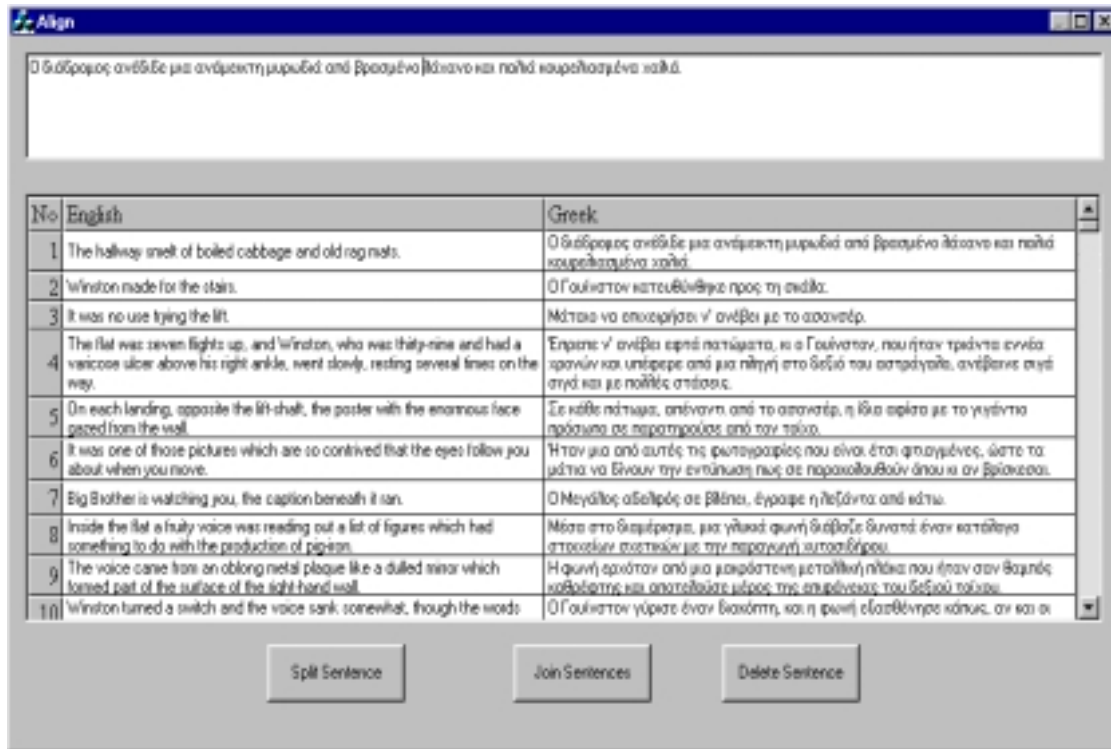 Align
Ο διάδρομος ανέδιδε μια ανάμεικτη μυρωδιά από βρασμένο λάχανο και παλιά κουρελιασμένα χαλιά.
No English Greek
1 The hallway smelt of boiled cabbage and old rag mats. Ο διάδρομος ανέδιδε μια ανάμεικτη μυρωδιά από βρασμένο λάχανο και παλιά
κουρελιασμένα χαλιά.
2 Winston made for the stairs. Ο Γουίνστον κατευθύνθηκε προς τη σκάλα.
3 It was no use trying the lift. Μάταιο να επιχειρήσει ν' ανέβει με το ασανσέρ.
The flat was seven flights up, and Winston, who was thirty-nine and had a Έπρεπε ν' ανέβει εφτά πατώματα, κι ο Γουίνστον, που ήταν τριάντα εννέα
4 varicose ulcer above his right ankle, went slowly, resting several times on the χρονών και υπέφερε από μια πληγή στο δεξιό του αστράγαλο, ανέβαινε σιγά
way. σιγά και με πολλές στάσεις.
5 On each landing, opposite the lift-shaft, the poster with the enormous face Σε κάθε πάτωμα, απέναντι από το ασανσέρ, η ίδια αφίσα με το γιγάντιο
gazed from the wall. πρόσωπο σε παρατηρούσε από τον τοίχο.
6 It was one of those pictures which are so contrived that the eyes follow you Ήταν μια από αυτές τις φωτογραφίες που είναι έτσι φτιαγμένες, ώστε τα
about when you move. μάτια να δίνουν την εντύπωση πως σε παρακολουθούν όπου κι αν βρίσκεσαι.
7 Big Brother is watching you, the caption beneath it ran. Ο Μεγάλος αδελφός σε βλέπει, έγραφε η λεζάντα από κάτω.
8 Inside the flat a fruity voice was reading out a list of figures which had Μέσα στο διαμέρισμα, μια γλυκιά φωνή διάβαζε δυνατά έναν κατάλογο
something to do with the production of pig-iron. στοιχείων σχετικών με την παραγωγή χυτοσιδήρου.
9 The voice came from an oblong metal plaque like a dulled mirror which Η φωνή ερχόταν από μια μακρόστενη μεταλλική πλάκα που ήταν σαν θαμπός
formed part of the surface of the right-hand wall. καθρέφτης και αποτελούσε μέρος της επιφάνειας του δεξιού τοίχου.
10 Winston turned a switch and the voice sank somewhat, though the words Ο Γουίνστον γύρισε έναν διακόπτη, και η φωνή εξασθένησε κάπως, αν και οι
Split Sentence Join Sentences Delete Sentence